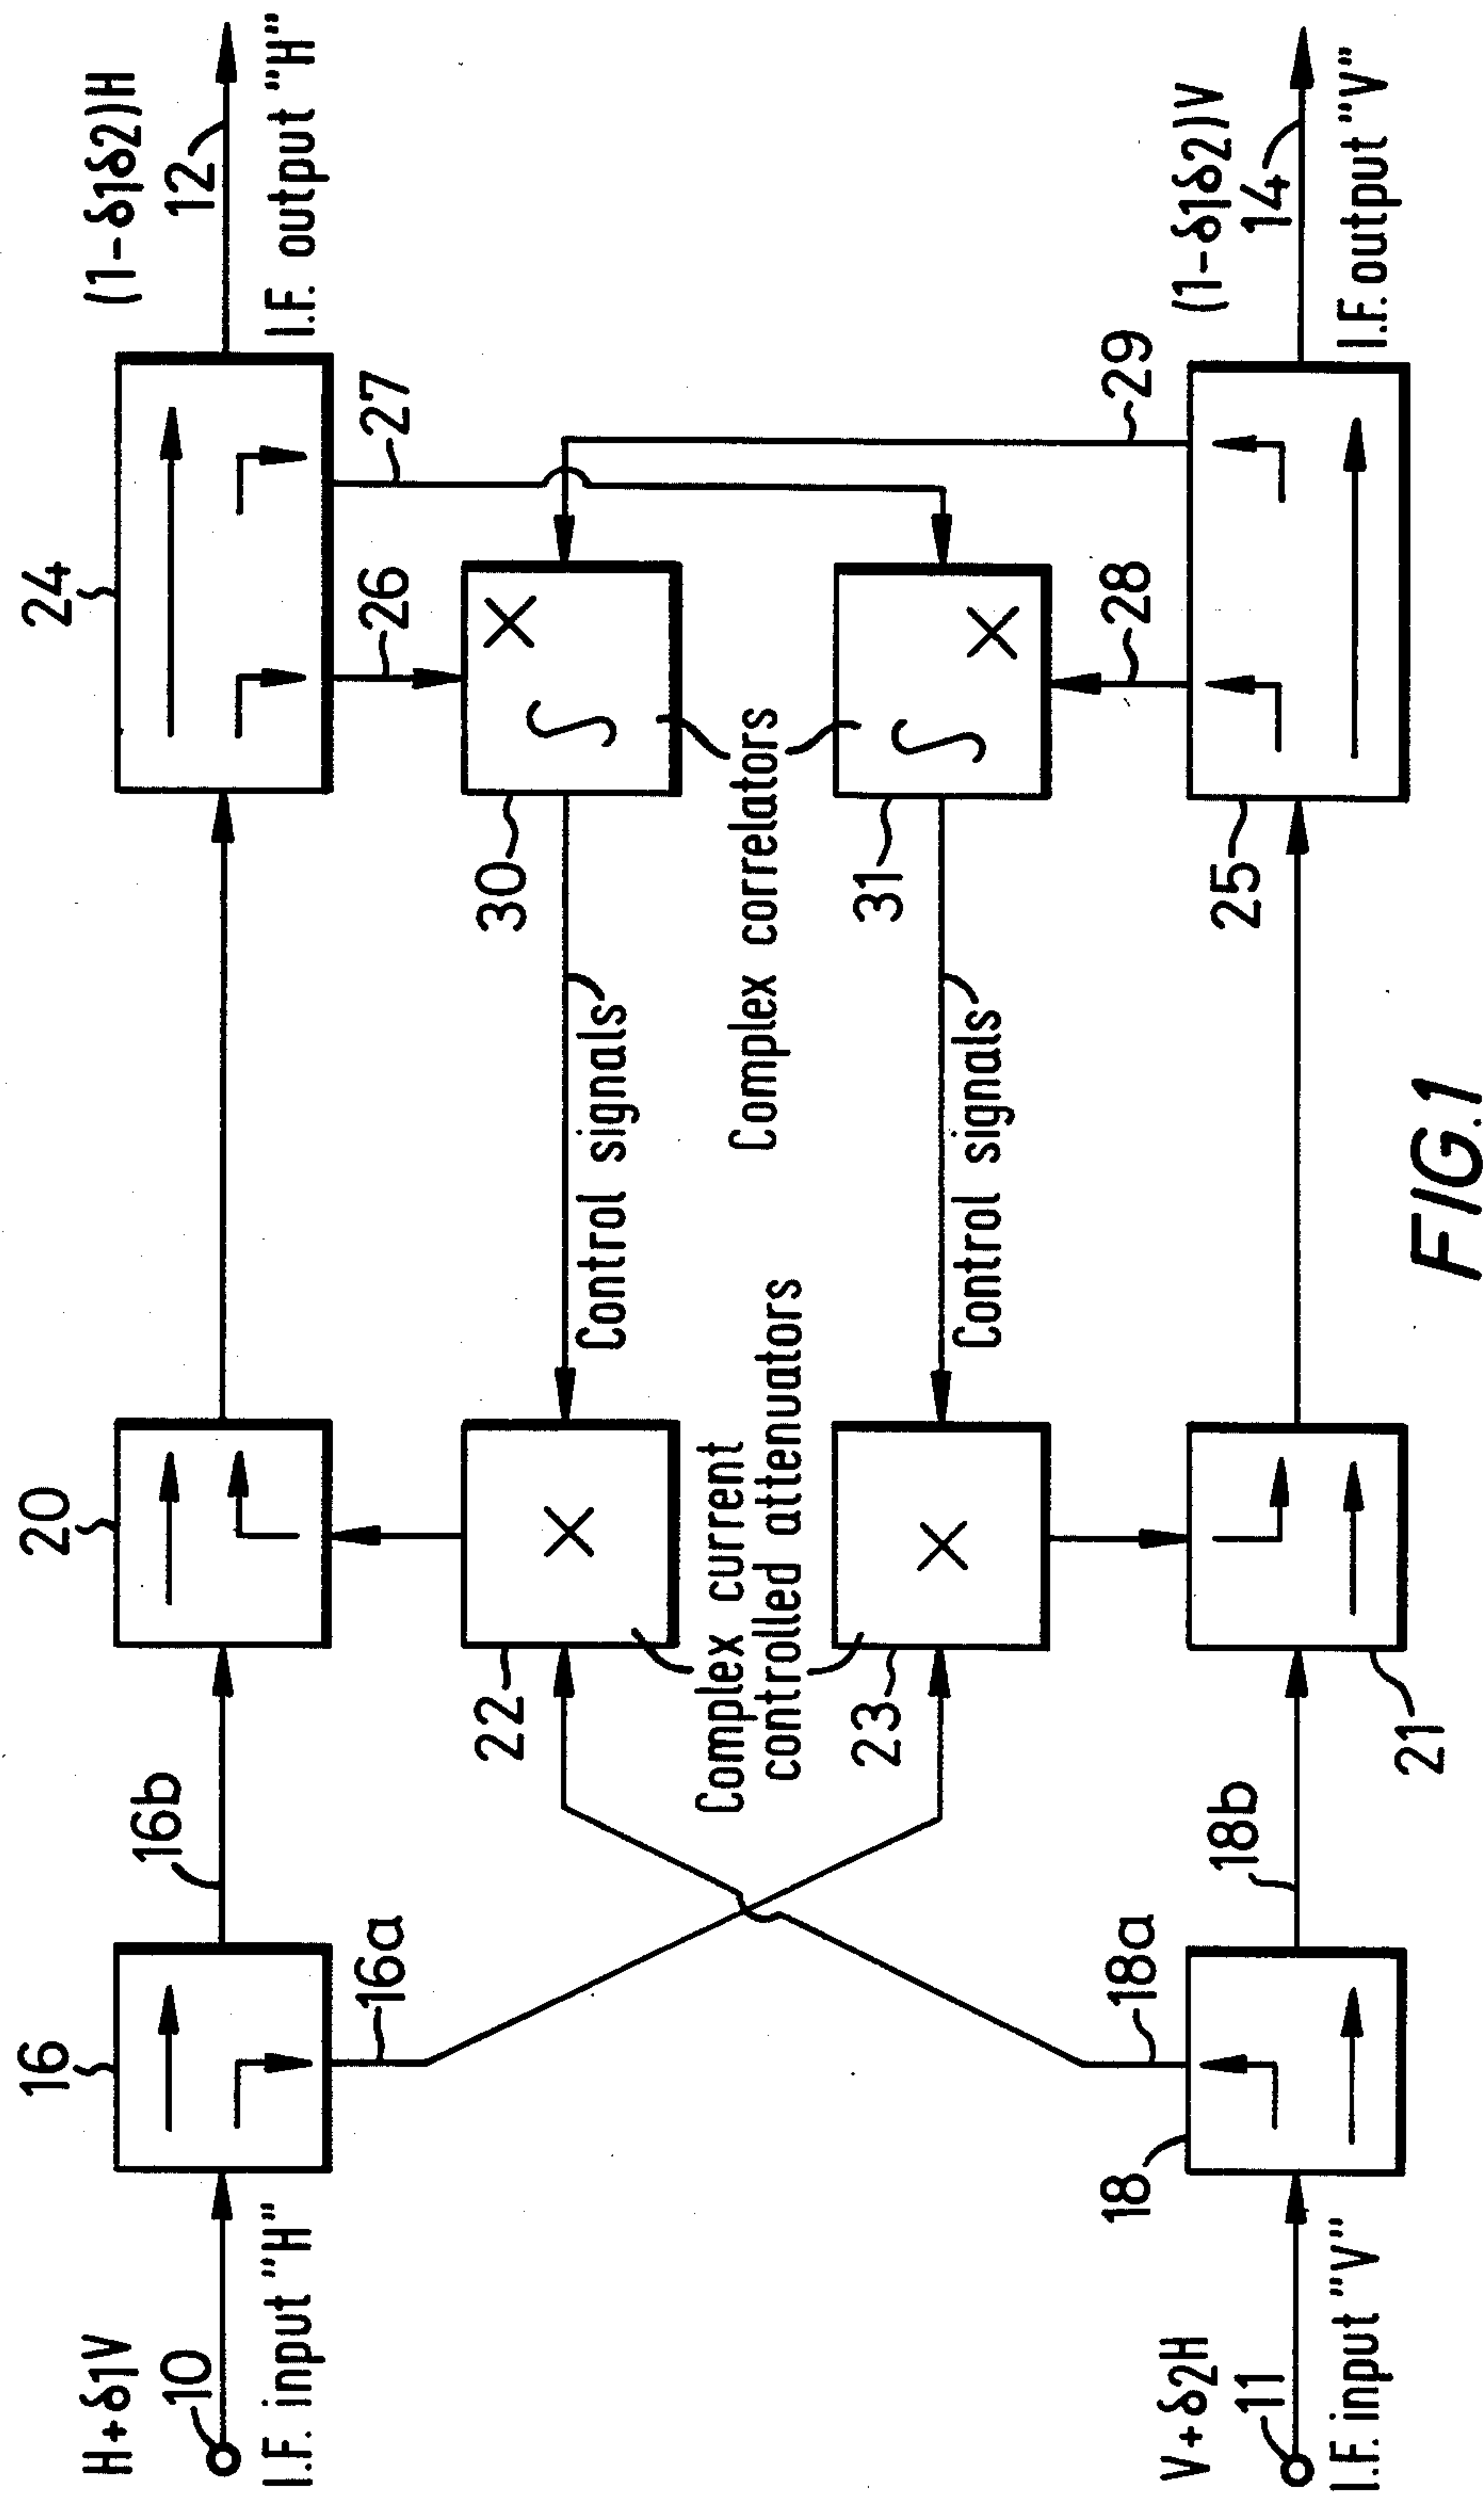 H+δ1V
10
I.F. input "H"
16
16a
16b
20
22
24
26
27
(1-δ1δ2)H
12
I.F. output "H"
30
Control signals
Complex current
controlled attenuators
Complex correlators
23
31
Control signals
V+δ2H
11
I.F. input "V"
18
18a
18b
21
25
28
29
(1-δ1δ2)V
14
I.F. output "V"
FIG.1